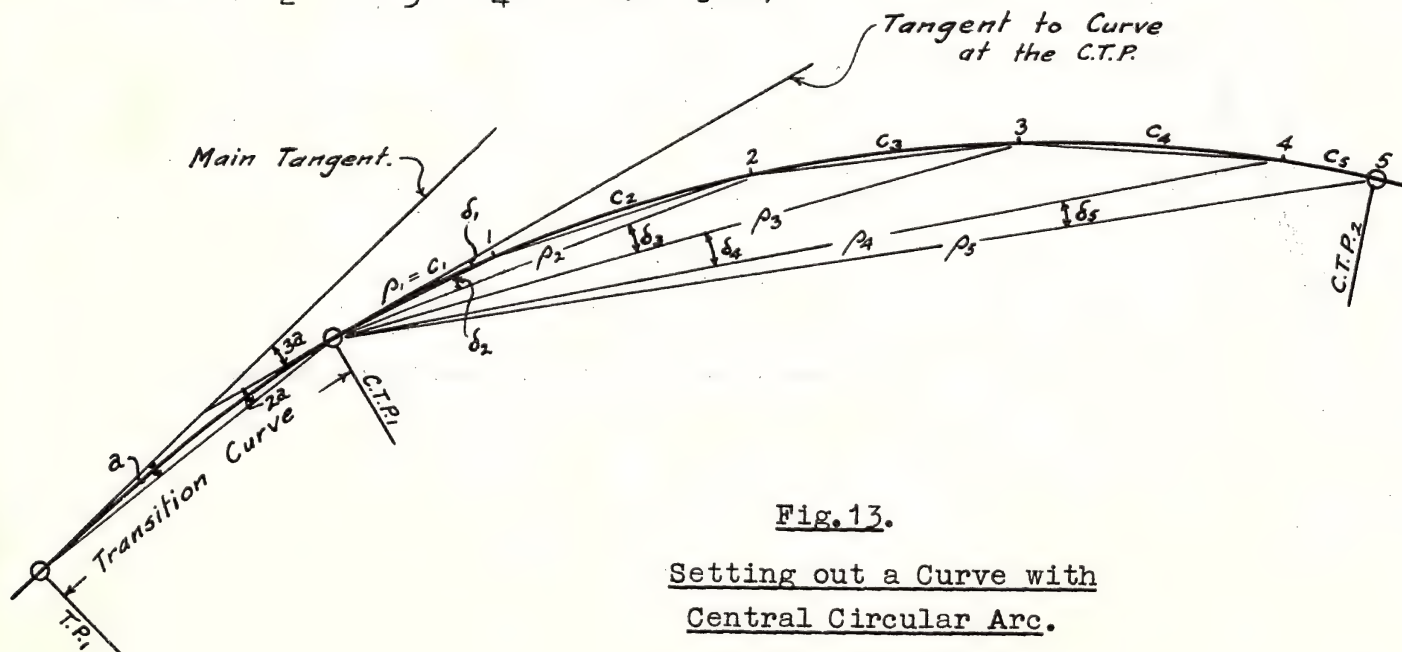 Tangent to Curve
at the C.T.P.
Main Tangent.
3
c₃
c₄
4
2
c₅
5
c₂
δ₁
1
δ₃
ρ₃
δ₅
ρ₂
δ₄
ρ₄
ρ₅
ρ₁ = c₁
C.T.P.2
3a
δ₂
C.T.P.1
2a
a
Transition Curve
T.P.1
Fig.13.
Setting out a Curve with
Central Circular Arc.